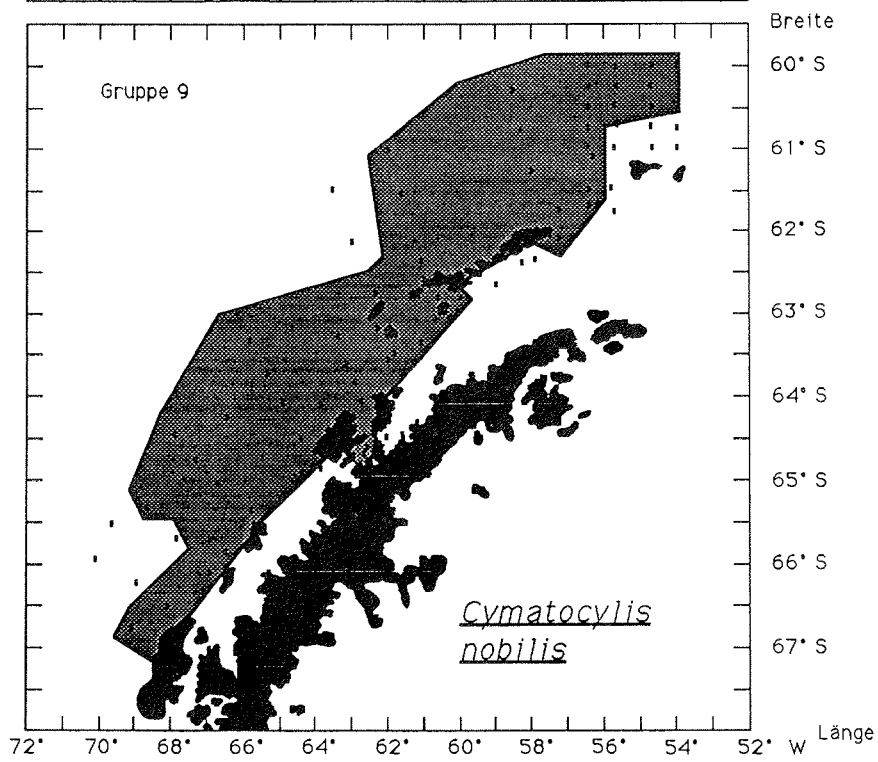 Breite
60° S
Gruppe 9
61° S
62° S
63° S
64° S
65° S
66° S
Cymatocylis
nobilis
67° S
72° 70° 68° 66° 64° 62° 60° 58° 56° 54° 52° W Länge